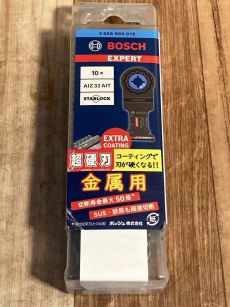 2 608 900 016
BOSCH
EXPERT
10×
AIZ 32 AIT
STARLOCK
EXTRA
COATING
超硬刃
コーティングで
刃が硬くなる!!
金属用
切断寿命最大50倍*
SUS・鉄筋も超速切断
ボッシュ株式会社